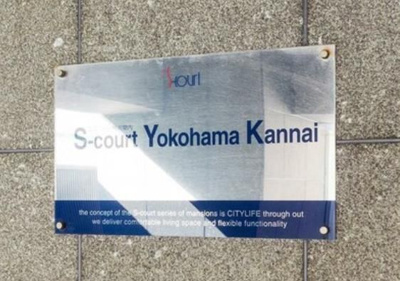 S-court
S-court Yokohama Kannai
the concept of the S-court series of mansions is CITYLIFE through out
we deliver comfortable living space and flexible functionality